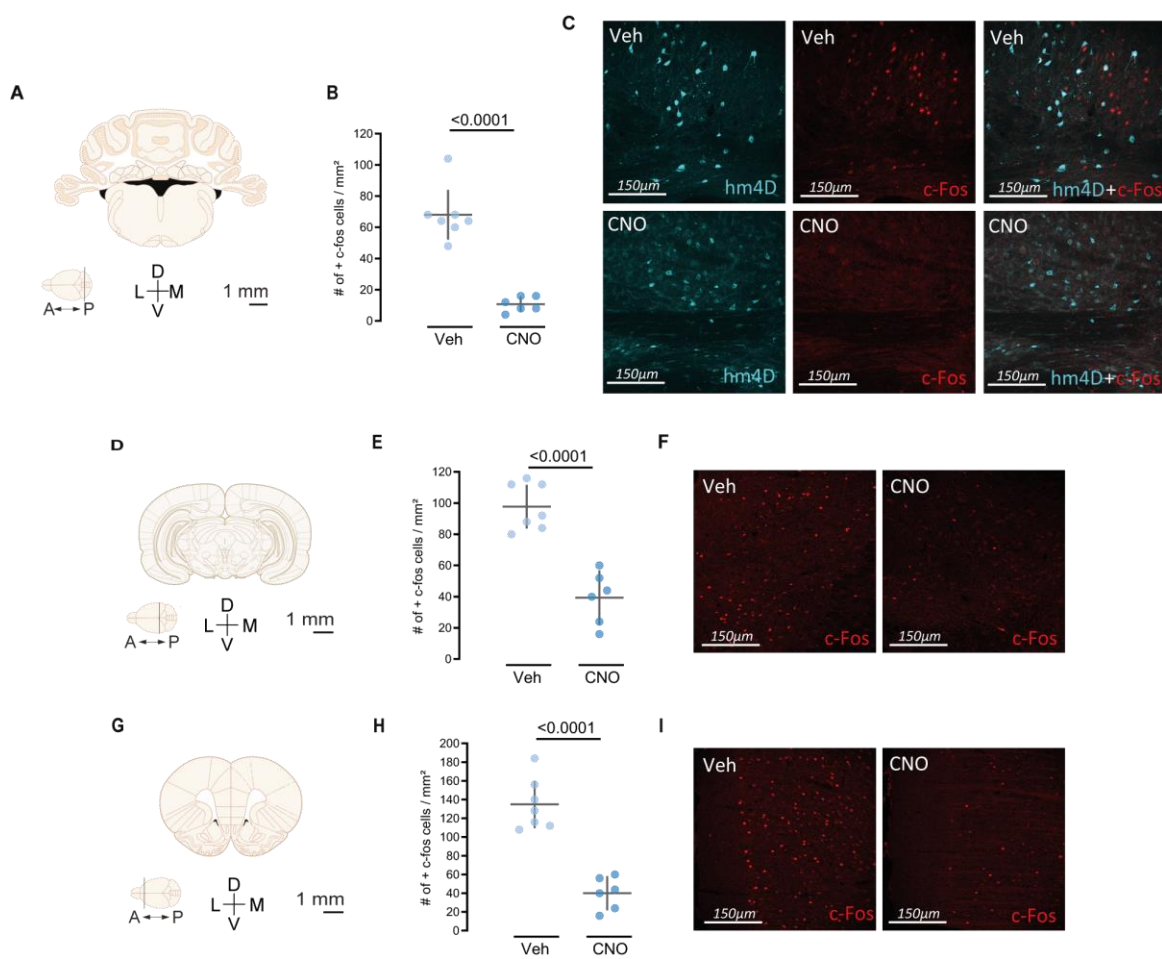 A
D
L M
V
A P
1 mm
B
<0.0001
# of + c-fos cells / mm²
120
100
80
60
40
20
0
Veh
CNO
C
Veh
150µm
hm4D
Veh
150µm
c-Fos
Veh
150µm
hm4D+c-Fos
CNO
150µm
hm4D
CNO
150µm
c-Fos
CNO
150µm
hm4D+c-Fos
D
D
L M
V
A P
1 mm
E
<0.0001
# of + c-fos cells / mm²
120
100
80
60
40
20
0
Veh
CNO
F
Veh
150µm
c-Fos
CNO
150µm
c-Fos
G
D
L M
V
A P
1 mm
H
<0.0001
# of + c-fos cells / mm²
200
180
160
140
120
100
80
60
40
20
0
Veh
CNO
I
Veh
150µm
c-Fos
CNO
150µm
c-Fos